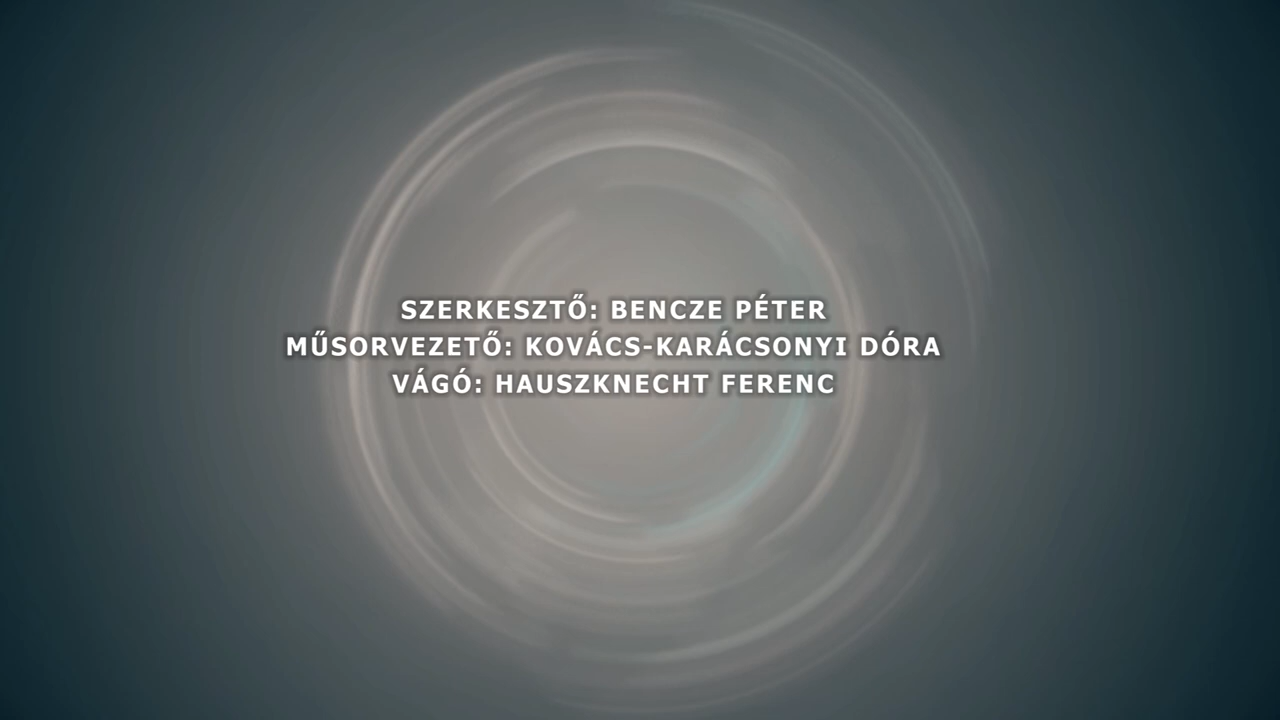 SZERKESZTŐ: BENCZE PÉTER
MŰSORVEZETŐ: KOVÁCS-KARÁCSONYI DÓRA
VÁGÓ: HAUSZKNECHT FERENC